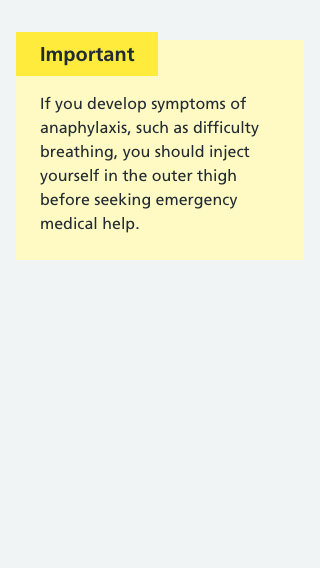 Important
If you develop symptoms of
anaphylaxis, such as difficulty
breathing, you should inject
yourself in the outer thigh
before seeking emergency
medical help.